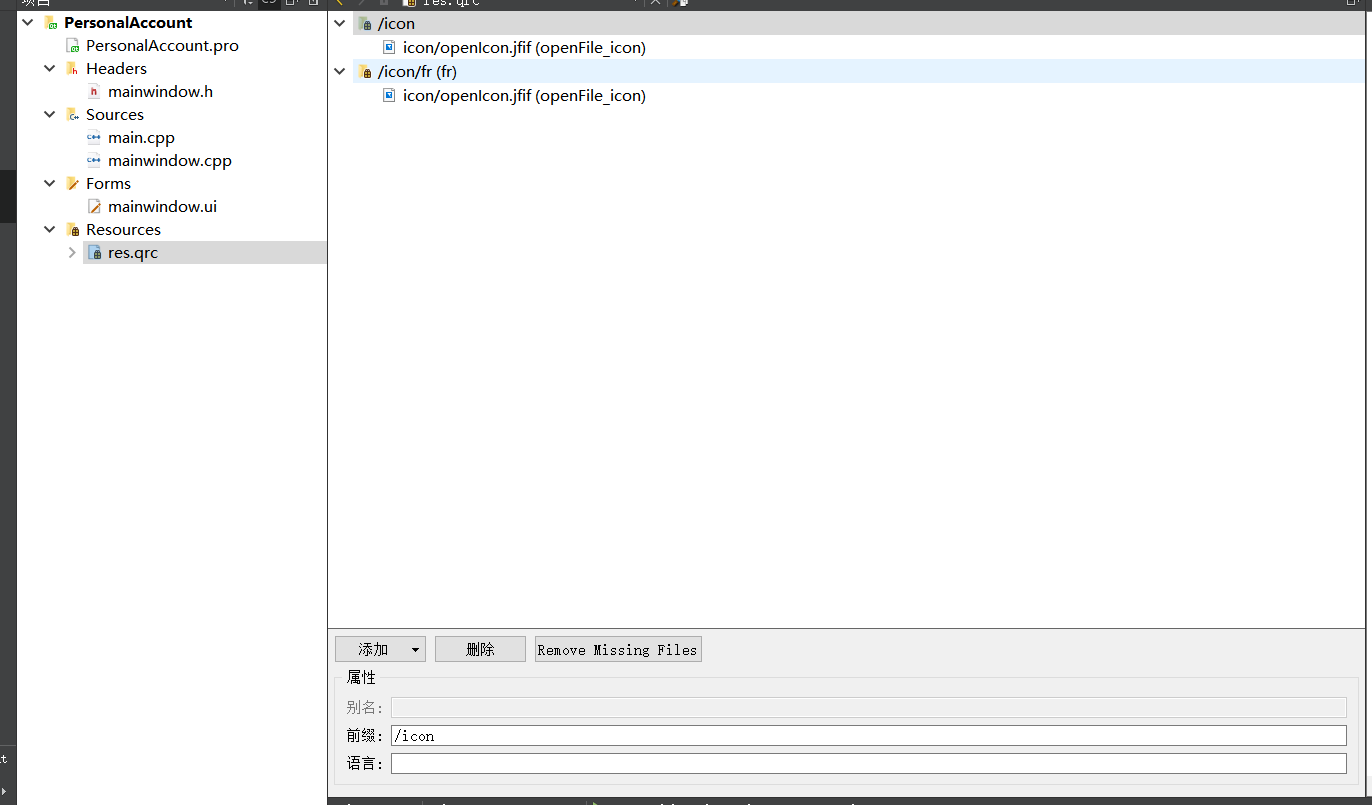 项目
res.qrc
PersonalAccount
PersonalAccount.pro
Headers
mainwindow.h
Sources
main.cpp
mainwindow.cpp
Forms
mainwindow.ui
Resources
res.qrc
/icon
icon/openIcon.jfif (openFile_icon)
/icon/fr (fr)
icon/openIcon.jfif (openFile_icon)
添加
删除
Remove Missing Files
属性
别名:
前缀: /icon
语言: